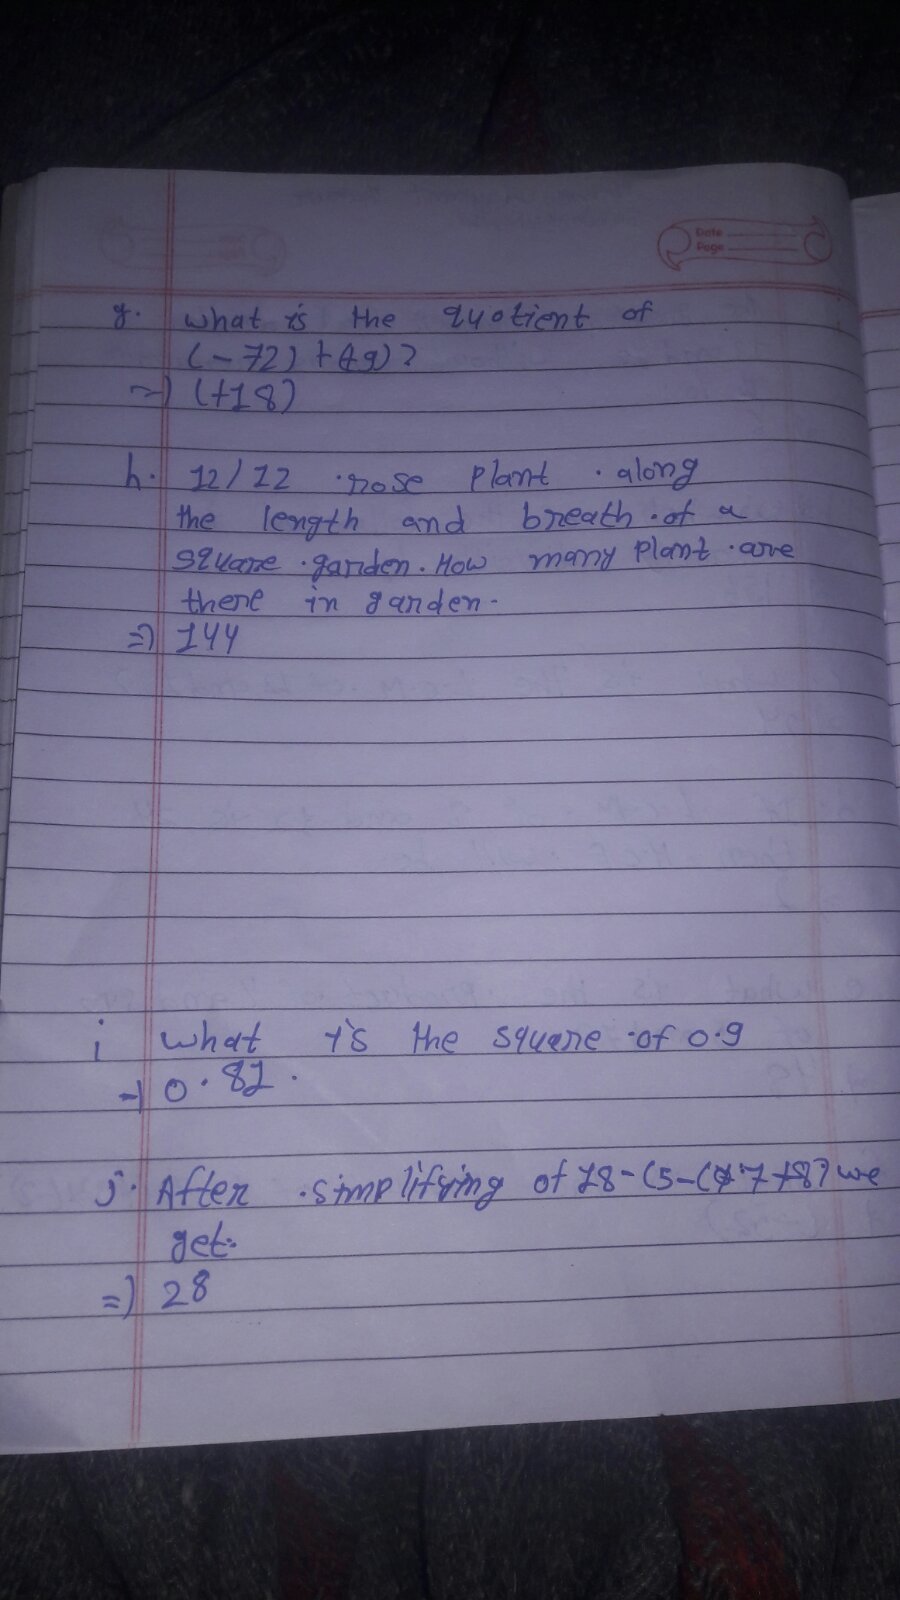 Date
Page
g. what is the quotient of
(-72) + (+9)?
=) (+18)
h. 12/12 rose plant . along
the length and breath of a
square garden. How many plant are
there in garden-
=) 144
i what is the square of 0.9
=) 0.81.
j. After simplifying of 18-(5-(7+8) we
get.
=) 28